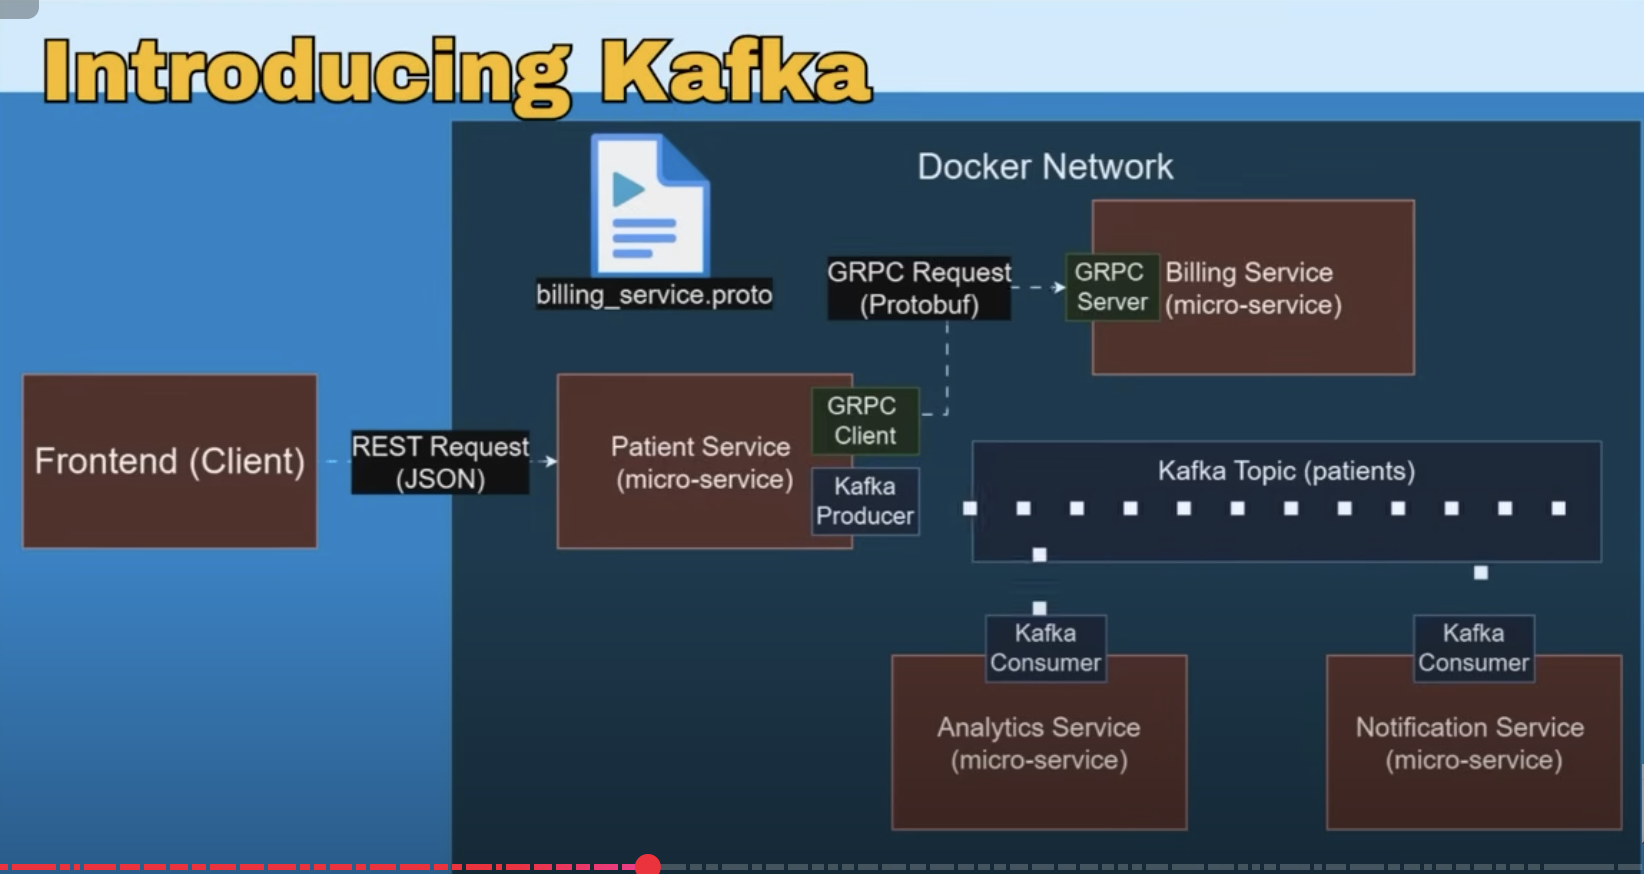 Introducing Kafka
Docker Network
billing_service.proto
GRPC Request
(Protobuf)
GRPC
Server
Billing Service
(micro-service)
Frontend (Client)
REST Request
(JSON)
Patient Service
(micro-service)
GRPC
Client
Kafka
Producer
Kafka Topic (patients)
Kafka
Consumer
Analytics Service
(micro-service)
Kafka
Consumer
Notification Service
(micro-service)